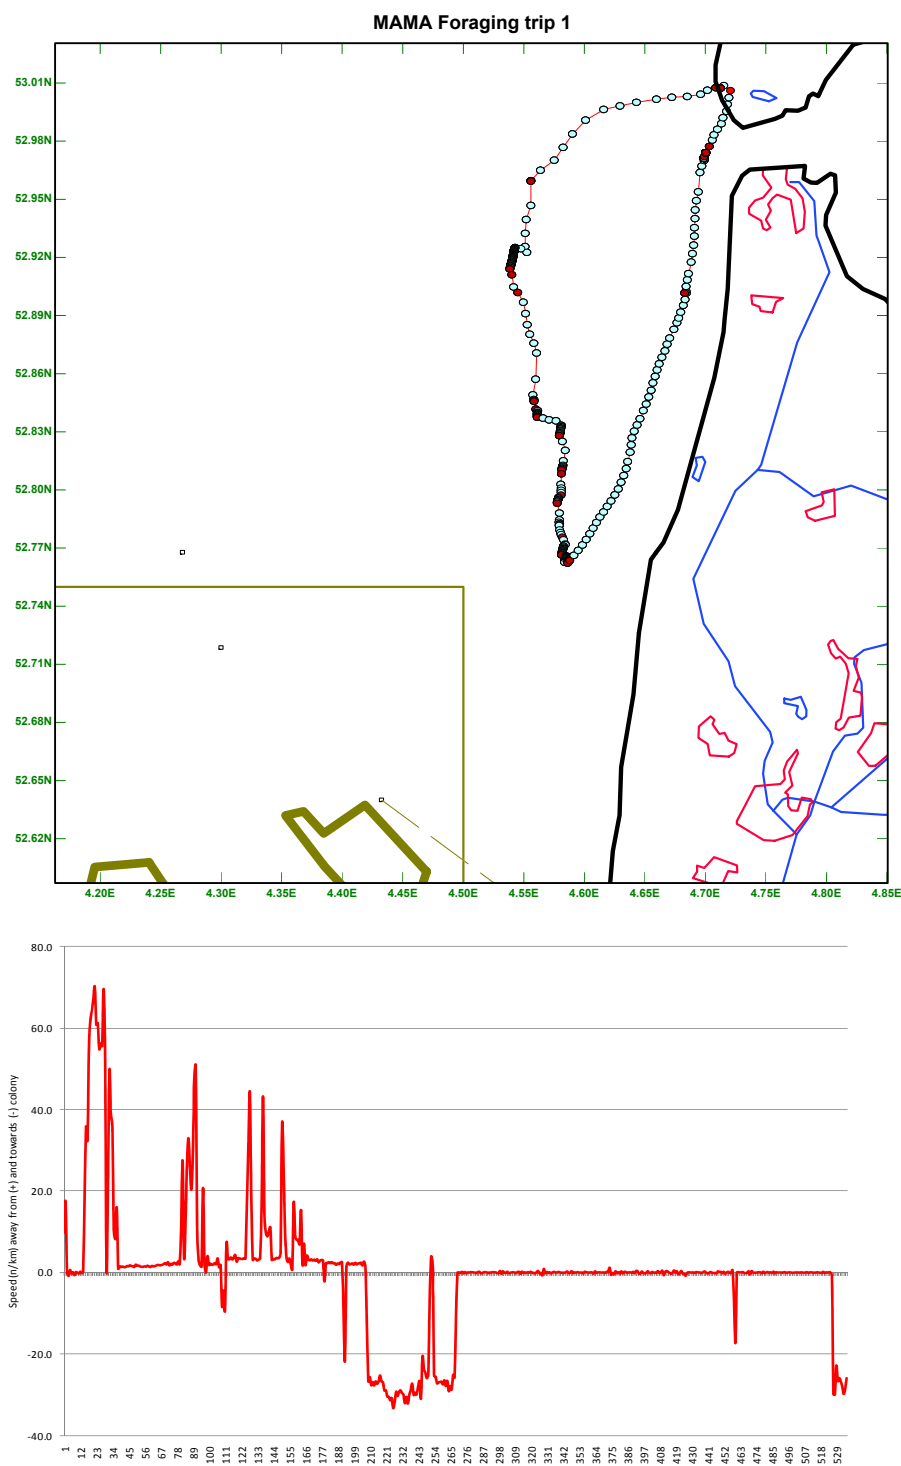 MAMA Foraging trip 1
53.01N
52.98N
52.95N
52.92N
52.89N
52.86N
52.83N
52.80N
52.77N
52.74N
52.71N
52.68N
52.65N
52.62N
4.20E 4.25E 4.30E 4.35E 4.40E 4.45E 4.50E 4.55E 4.60E 4.65E 4.70E 4.75E 4.80E 4.85E
Speed(n/km) away from (+) and towards (-) colony
80.0
60.0
40.0
20.0
0.0
-20.0
-40.0
1 12 23 34 45 56 67 78 89 100 111 122 133 144 155 166 177 188 199 210 221 232 243 254 265 276 287 298 309 320 331 342 353 364 375 386 397 408 419 430 441 452 463 474 485 496 507 518 529